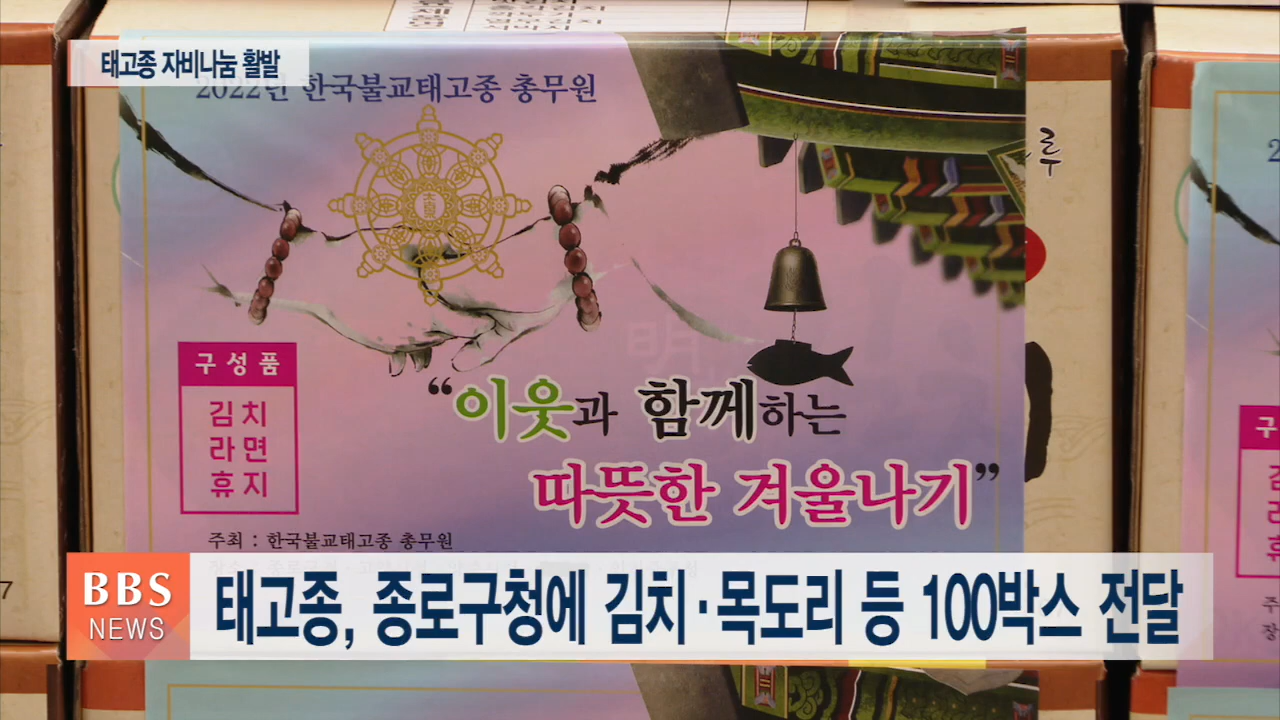 태고종 자비나눔 활발
2022년 한국불교태고종 총무원
루
구성품
김치
라면
휴지
“이웃과 함께하는
따뜻한 겨울나기”
주최 : 한국불교태고종 총무원
BBS
NEWS
태고종, 종로구청에 김치·목도리 등 100박스 전달